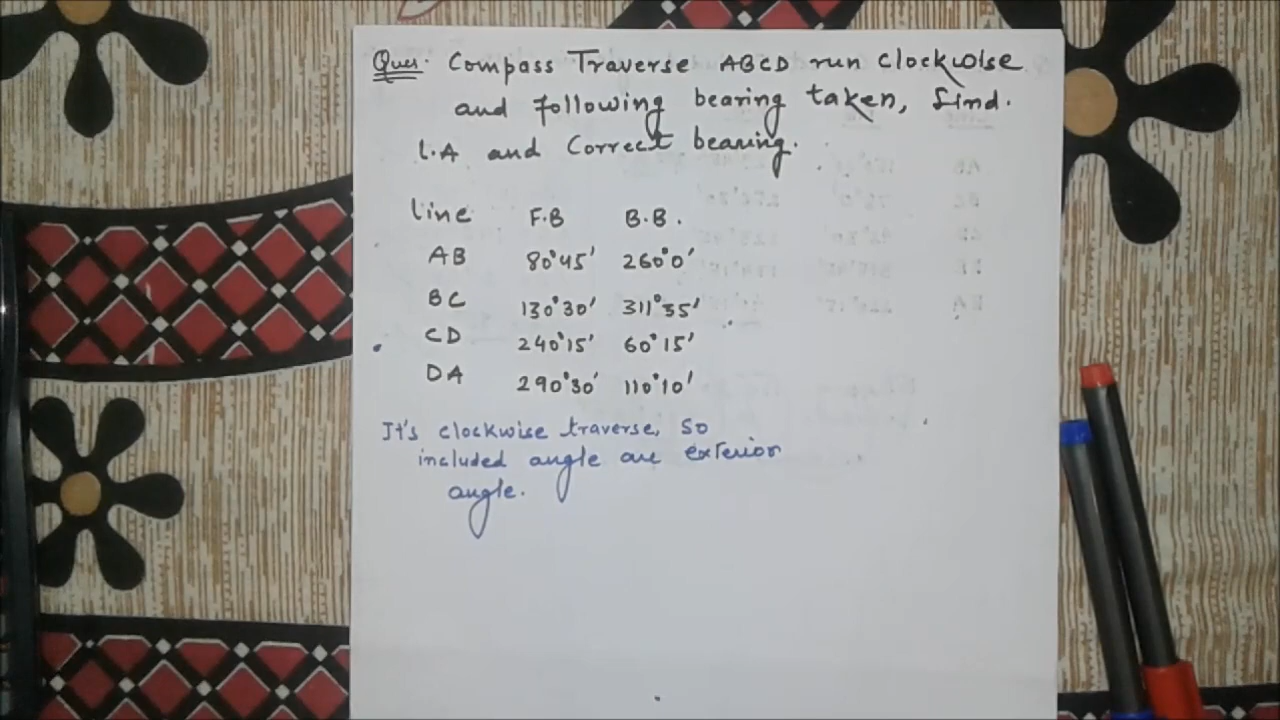 Ques. Compass Traverse ABCD run clockwise
and following bearing taken, find.
I.A and Correct bearing.
line F.B B.B.
AB 80°45' 260°0'
BC 130°30' 311°35'
CD 240°15' 60°15'
DA 290°30' 110°10'
It's clockwise traverse, so
included angle are exterior
angle.